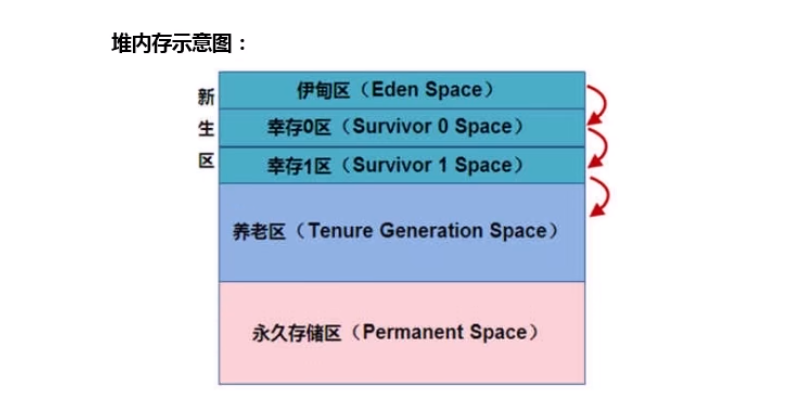 堆内存示意图：
新
生
区
伊甸区（Eden Space）
幸存0区（Survivor 0 Space）
幸存1区（Survivor 1 Space）
养老区（Tenure Generation Space）
永久存储区（Permanent Space）